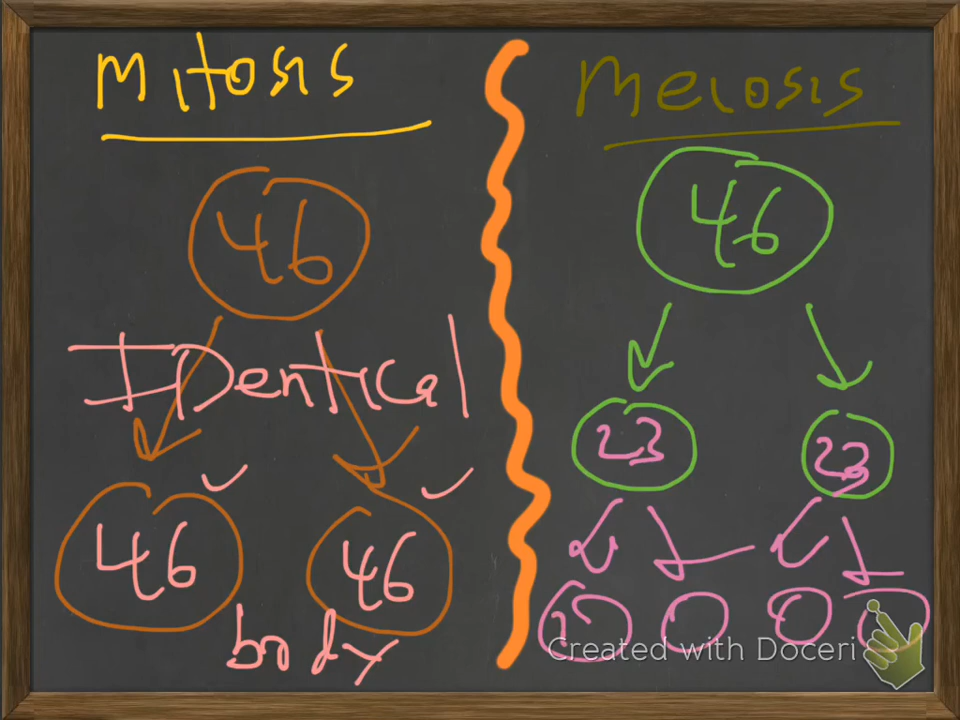 Mitosis
Meiosis
46
46
IDentical
23
23
46
46
body
Created with Doceri